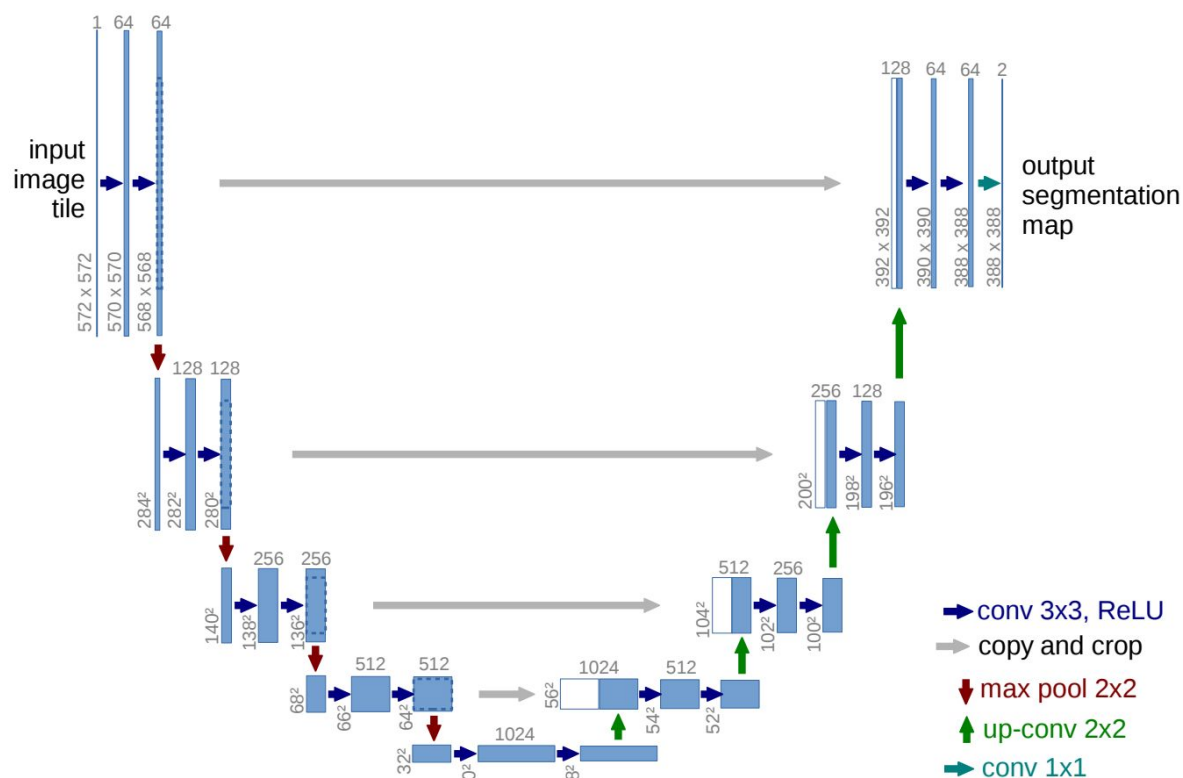 1 64 64
input
image
tile
572 x 572
570 x 570
568 x 568
128 64 64 2
392 x 392
390 x 390
388 x 388
388 x 388
output
segmentation
map
128 128
284²
282²
280²
256 128
200²
198²
196²
256 256
140²
138²
136²
512 256
104²
102²
100²
512 512
68²
66²
64²
1024 512
56²
54²
52²
1024
32²
conv 3x3, ReLU
copy and crop
max pool 2x2
up-conv 2x2
conv 1x1